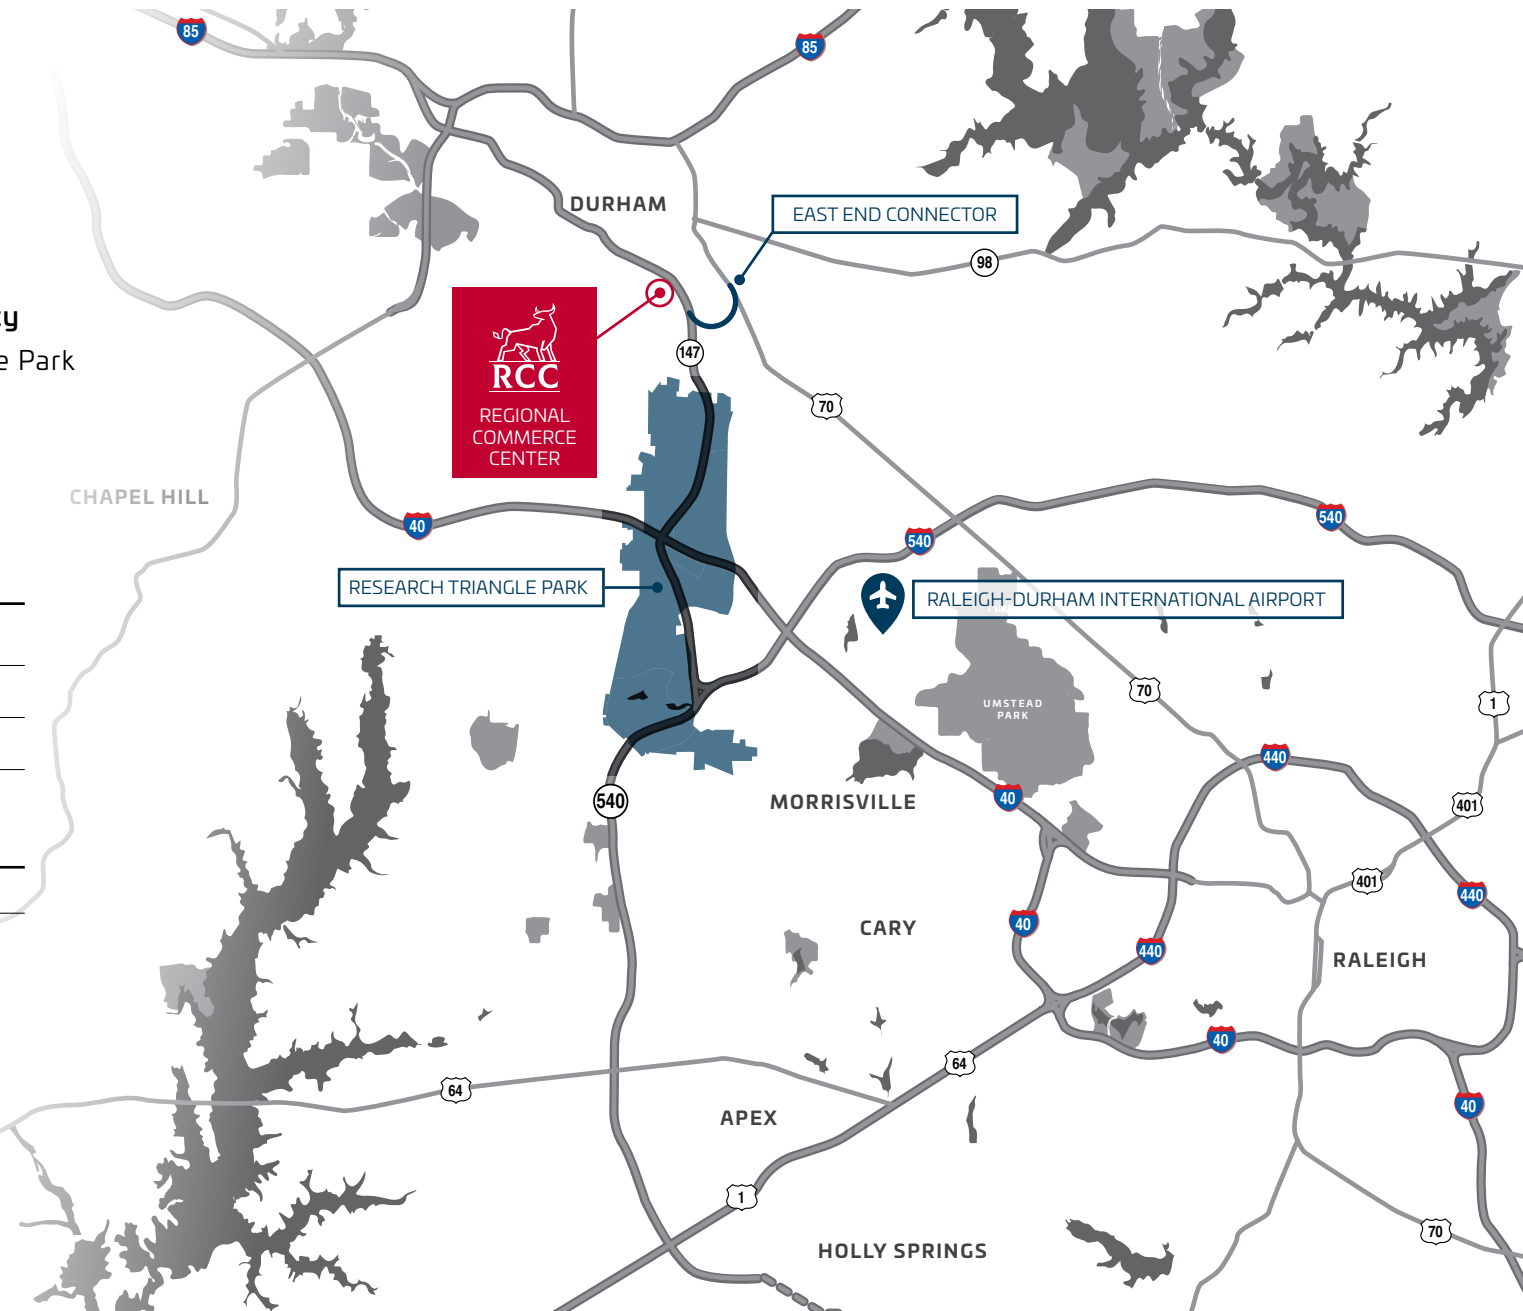 85
85
DURHAM
EAST END CONNECTOR
98
RCC
REGIONAL
COMMERCE
CENTER
147
e Park
70
CHAPEL HILL
40
540
540
RESEARCH TRIANGLE PARK
RALEIGH-DURHAM INTERNATIONAL AIRPORT
70
1
UMSTEAD
PARK
440
540
MORRISVILLE
40
401
401
440
40
CARY
440
RALEIGH
40
64
64
40
APEX
1
70
HOLLY SPRINGS